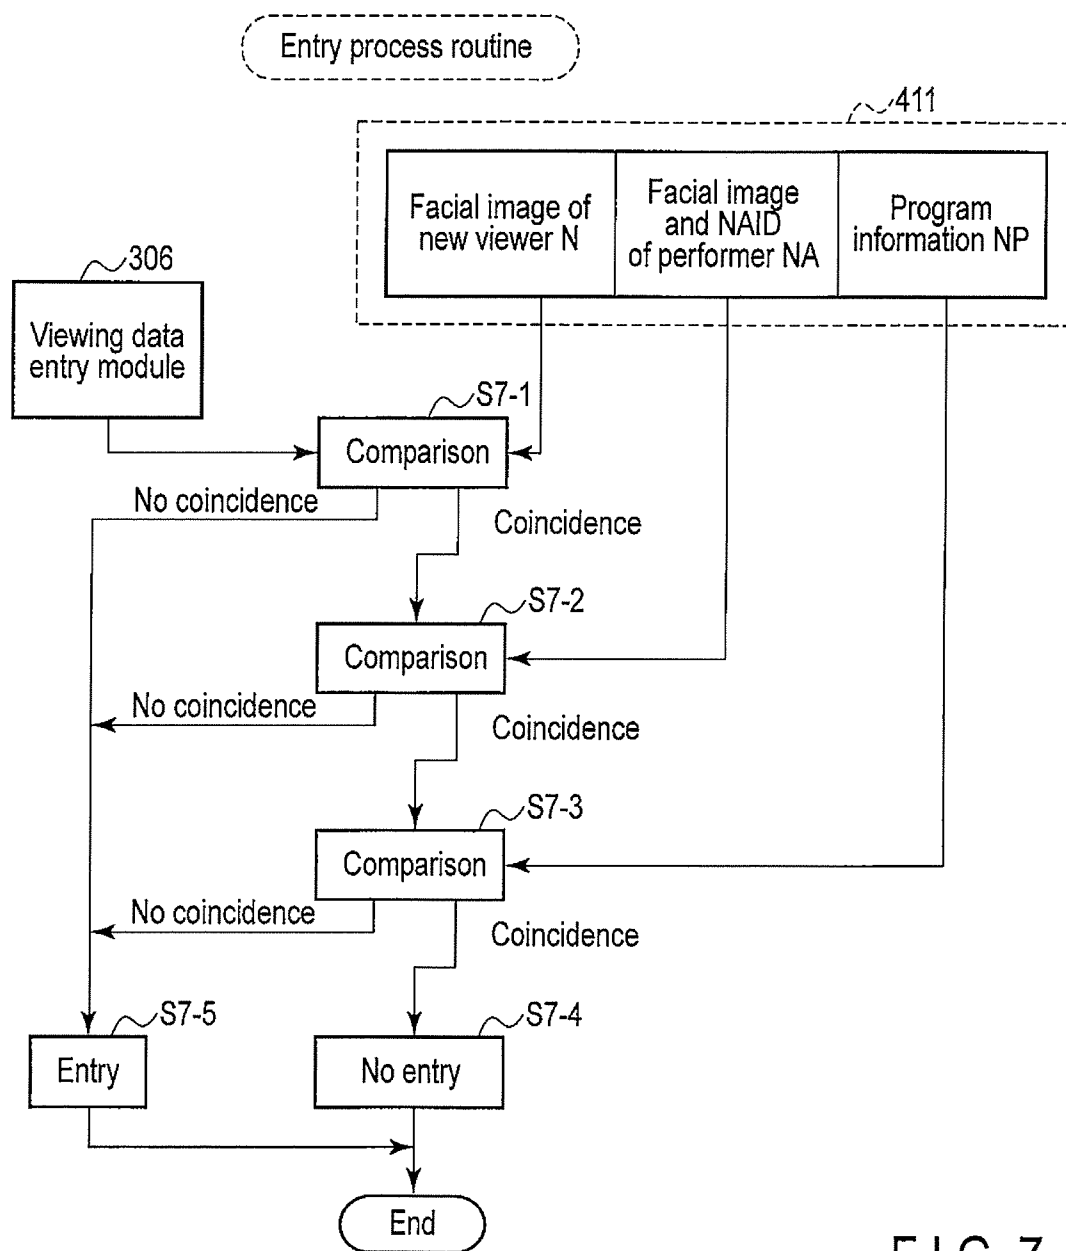 Entry process routine
411
Facial image of
new viewer N
Facial image
and NAID
of performer NA
Program
information NP
306
Viewing data
entry module
S7-1
Comparison
No coincidence
Coincidence
S7-2
Comparison
No coincidence
Coincidence
S7-3
Comparison
No coincidence
Coincidence
S7-5
S7-4
Entry
No entry
End